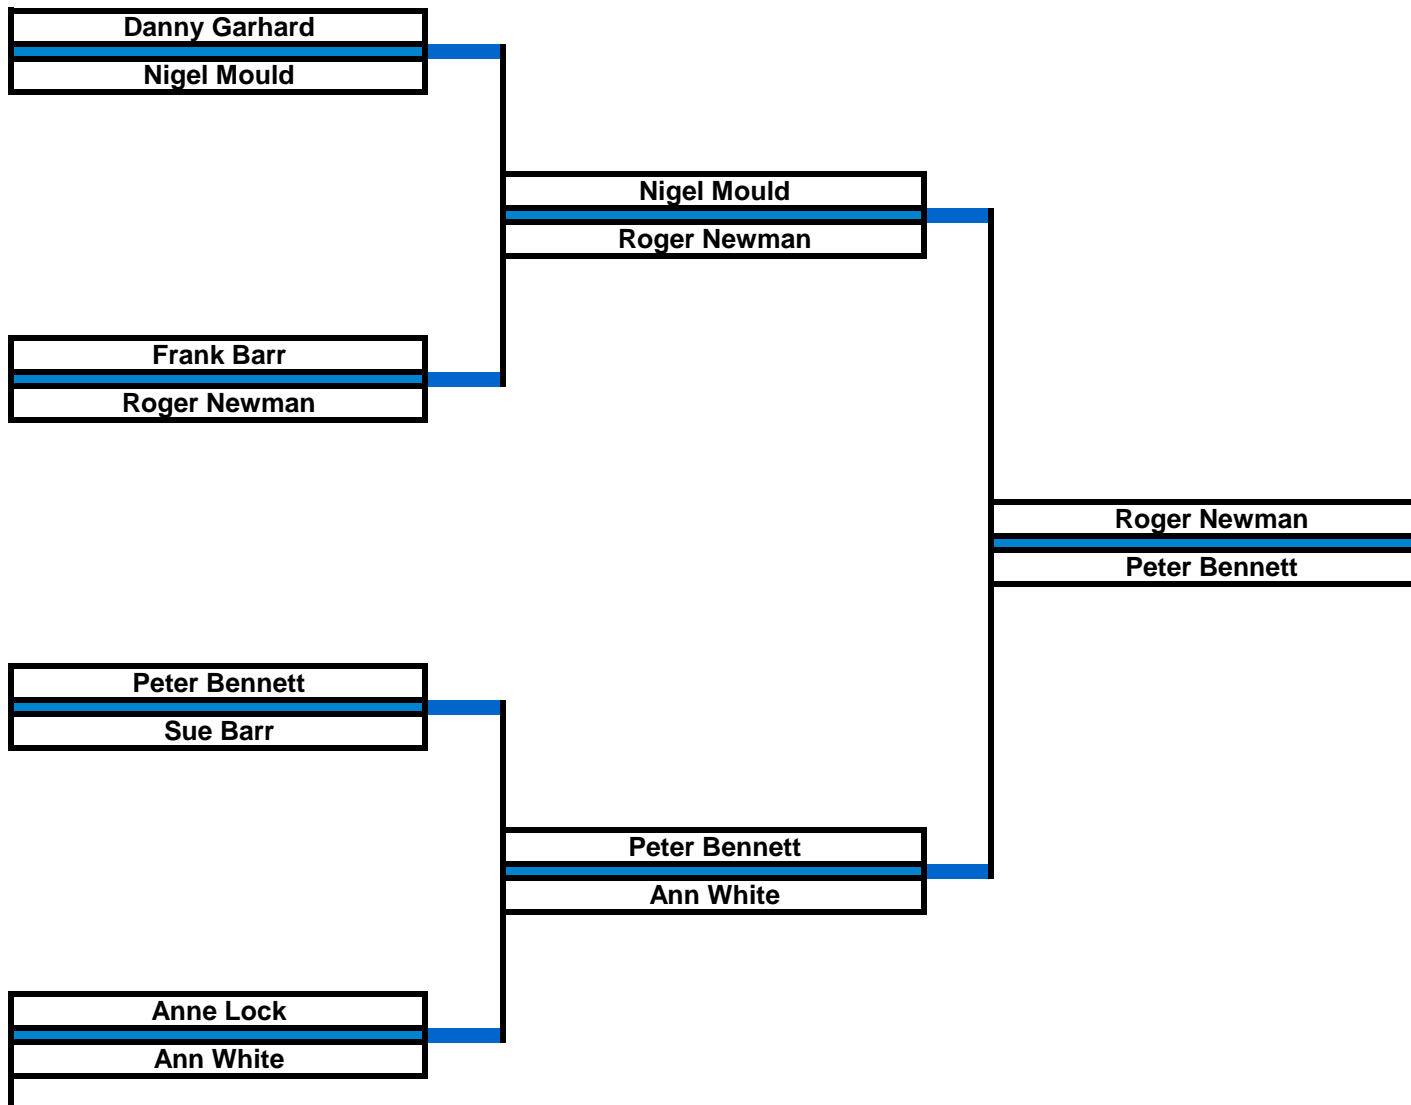 Danny Garhard
Nigel Mould
Nigel Mould
Roger Newman
Frank Barr
Roger Newman
Roger Newman
Peter Bennett
Peter Bennett
Sue Barr
Peter Bennett
Ann White
Anne Lock
Ann White